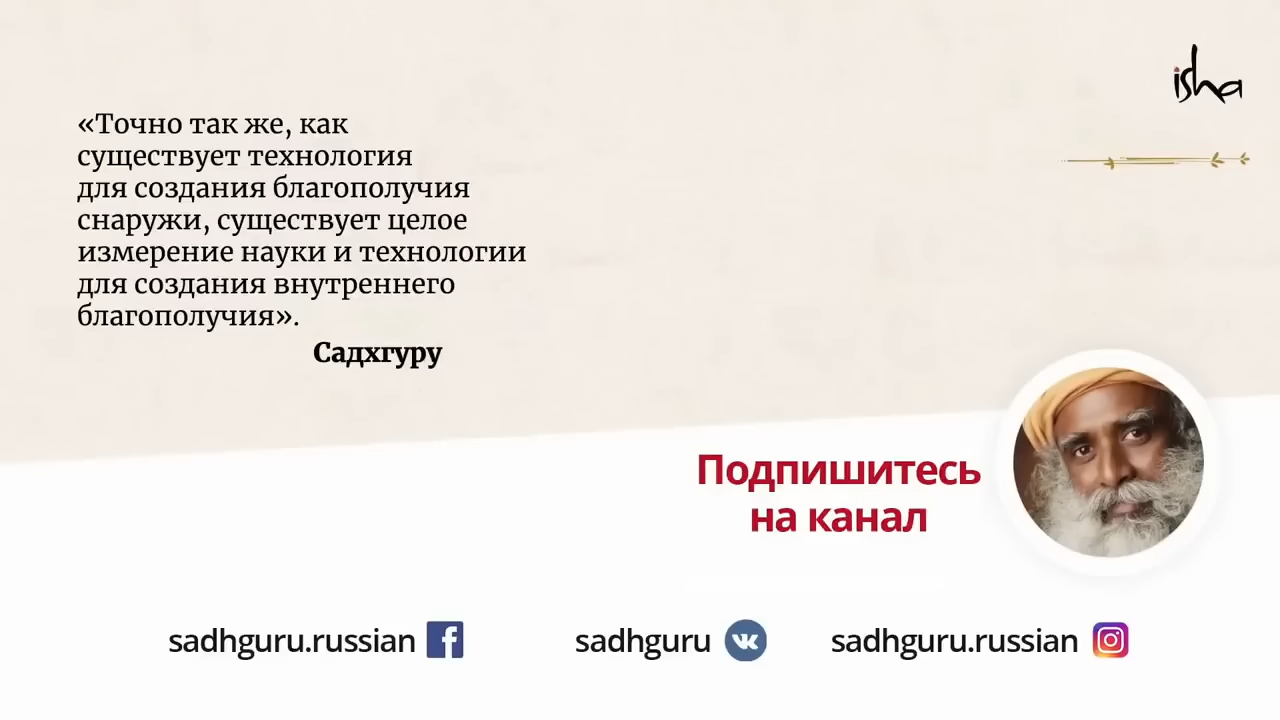 isha
«Точно так же, как
существует технология
для создания благополучия
снаружи, существует целое
измерение науки и технологии
для создания внутреннего
благополучия».
Садхгуру
Подпишитесь
на канал
sadhguru.russian
sadhguru
sadhguru.russian